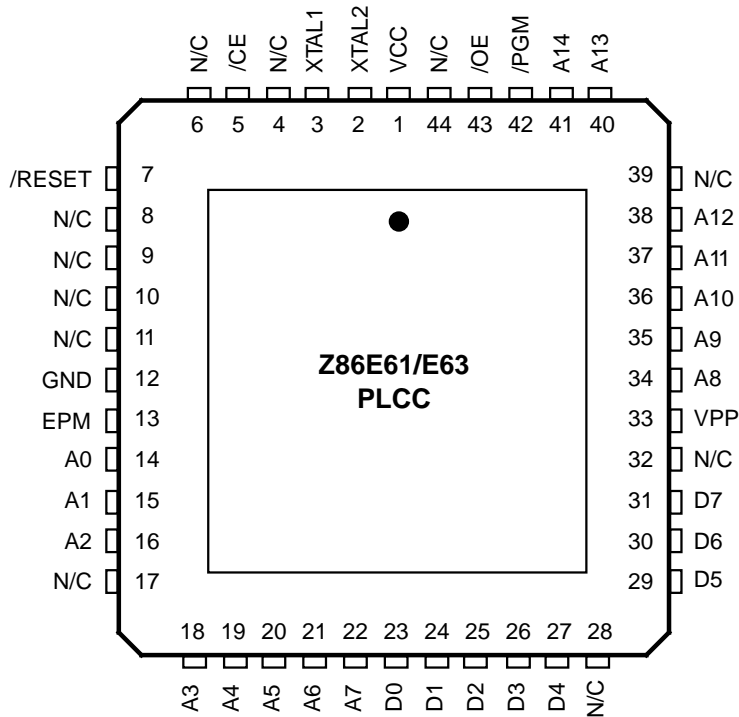 N/C /CE N/C XTAL1 XTAL2 VCC N/C /OE /PGM A14 A13
6 5 4 3 2 1 44 43 42 41 40
/RESET 7 39 N/C
N/C 8 38 A12
N/C 9 37 A11
N/C 10 36 A10
N/C 11 35 A9
GND 12 34 A8
EPM 13 33 VPP
A0 14 32 N/C
A1 15 31 D7
A2 16 30 D6
N/C 17 29 D5
Z86E61/E63
PLCC
18 19 20 21 22 23 24 25 26 27 28
A3 A4 A5 A6 A7 D0 D1 D2 D3 D4 N/C